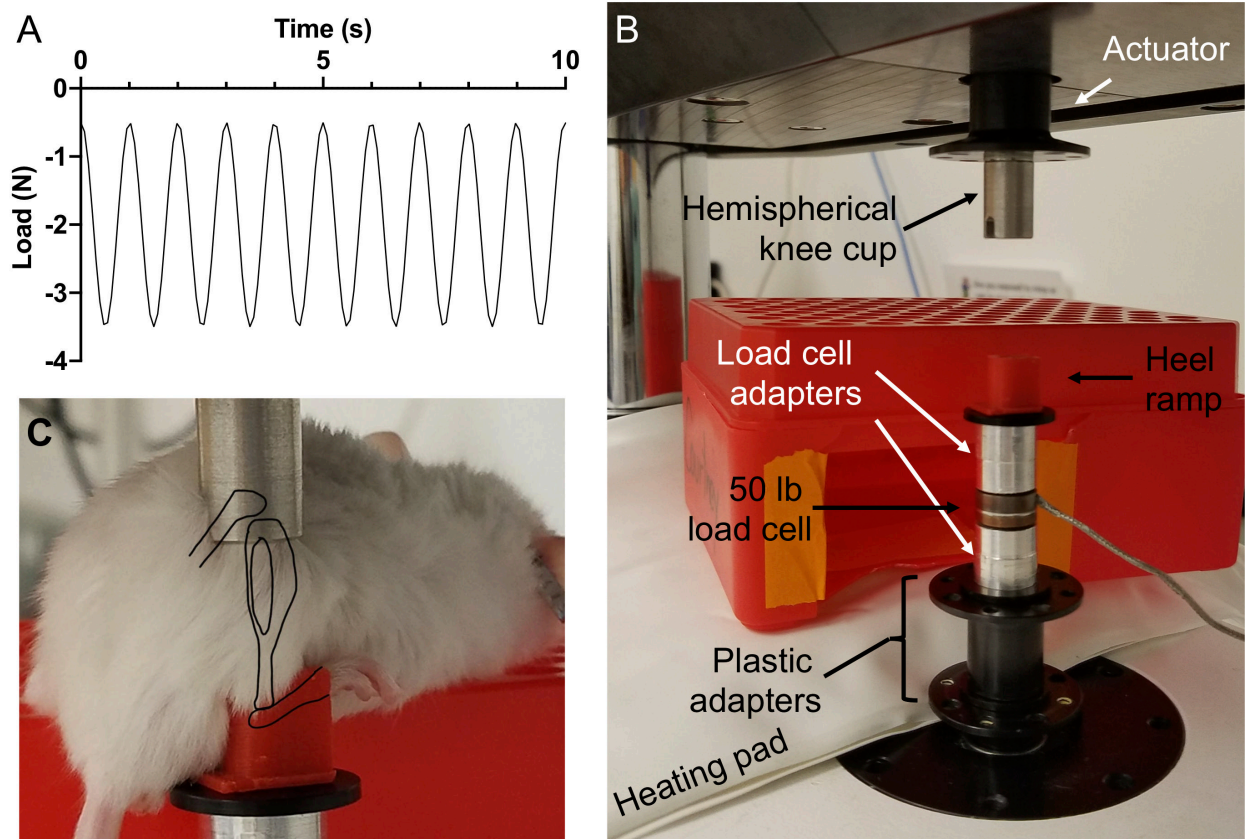 A
Time (s)
0
5
10
0
-1
-2
-3
-4
Load (N)
B
Actuator
Hemispherical
knee cup
Load cell
adapters
Heel
ramp
50 lb
load cell
Plastic
adapters
Heating pad
C